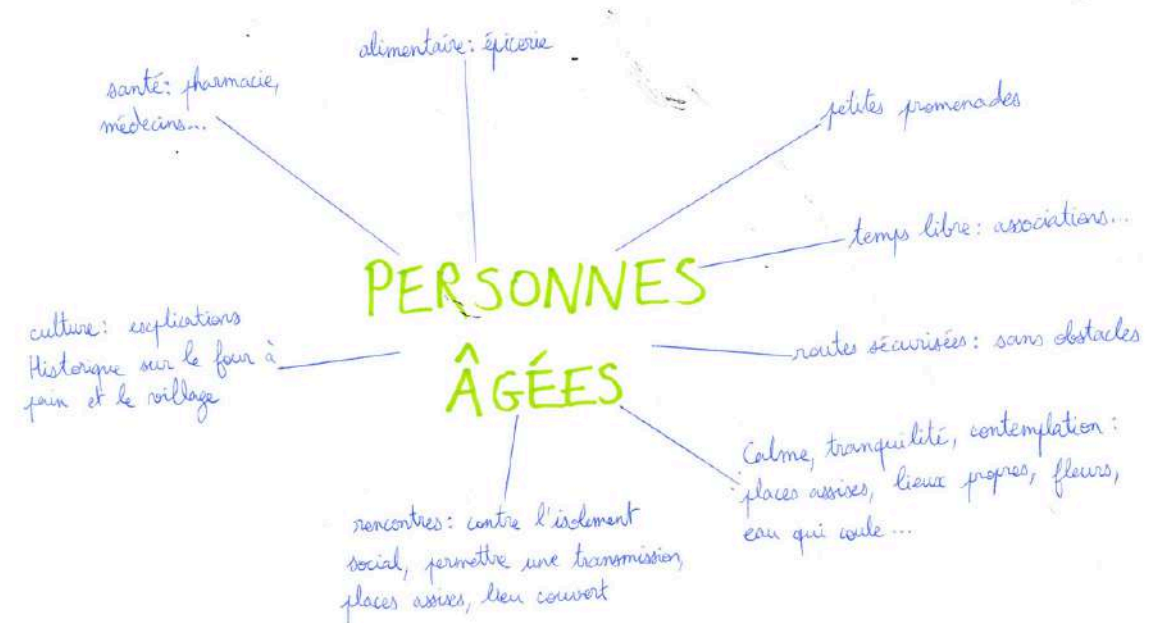 alimentaire: épicerie
santé: pharmacie,
médecins...
petites promenades
temps libre: associations...
PERSONNES
ÂGÉES
culture: explications
Historique sur le four à
pain et le village
routes sécurisées: sans obstacles
Calme, tranquilité, contemplation:
places assises, lieux propres, fleurs,
eau qui coule...
rencontres: contre l'isolement
social, permettre une transmission,
places assises, lieu couvert